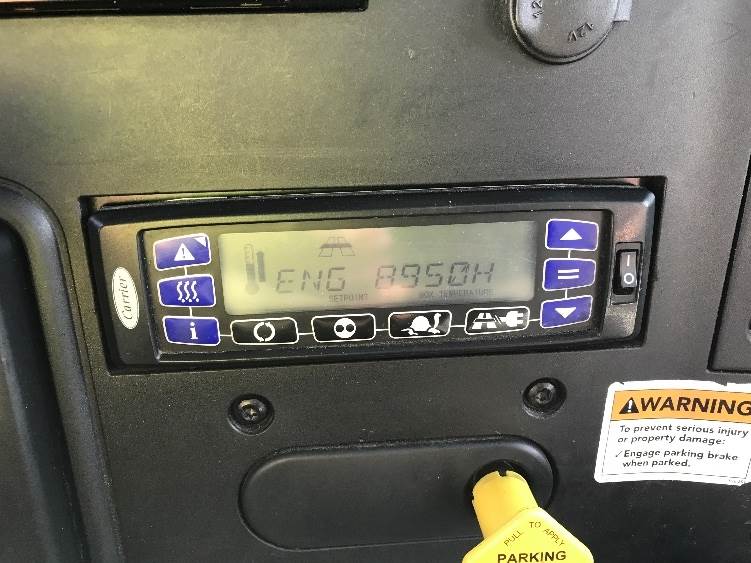 12V
Carrier
ENG 8950H
SETPOINT BOX TEMPERATURE
i
I
O
WARNING
To prevent serious injury
or property damage:
✓Engage parking brake
when parked.
PULL TO APPLY
PARKING